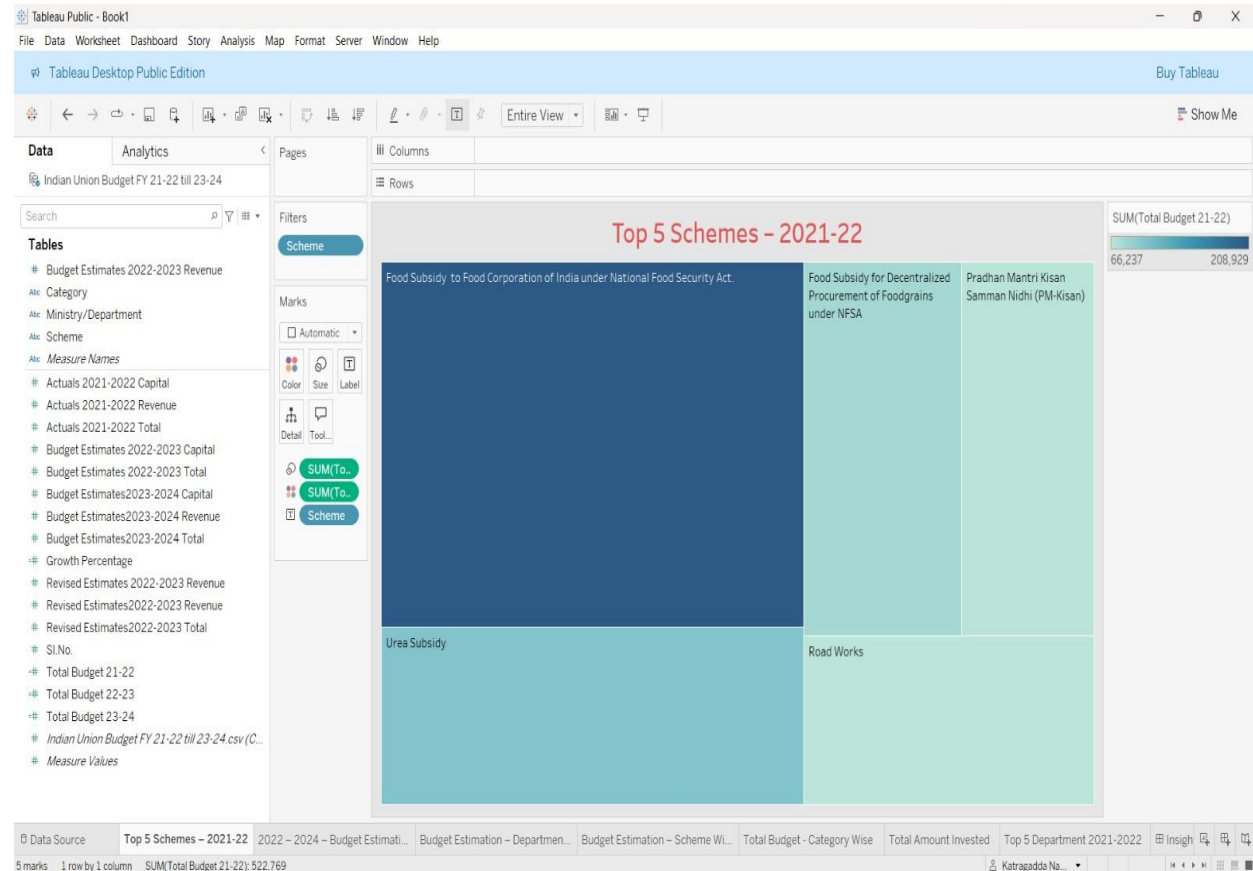 Tableau Public - Book1
File Data Worksheet Dashboard Story Analysis Map Format Server Window Help
Tableau Desktop Public Edition
Buy Tableau
Entire View
Show Me
Data
Analytics
Indian Union Budget FY 21-22 till 23-24
Search
Tables
# Budget Estimates 2022-2023 Revenue
Abc Category
Abc Ministry/Department
Abc Scheme
Abc Measure Names
# Actuals 2021-2022 Capital
# Actuals 2021-2022 Revenue
# Actuals 2021-2022 Total
# Budget Estimates 2022-2023 Capital
# Budget Estimates 2022-2023 Total
# Budget Estimates2023-2024 Capital
# Budget Estimates2023-2024 Revenue
# Budget Estimates2023-2024 Total
=# Growth Percentage
# Revised Estimates 2022-2023 Revenue
# Revised Estimates2022-2023 Revenue
# Revised Estimates2022-2023 Total
# Sl.No.
=# Total Budget 21-22
=# Total Budget 22-23
=# Total Budget 23-24
# Indian Union Budget FY 21-22 till 23-24.csv (C...
# Measure Values
Pages
Filters
Scheme
Marks
Automatic
Color Size Label
Detail Tool...
SUM(To..
SUM(To..
T Scheme
Columns
Rows
Top 5 Schemes – 2021-22
Food Subsidy to Food Corporation of India under National Food Security Act.
Food Subsidy for Decentralized
Procurement of Foodgrains
under NFSA
Pradhan Mantri Kisan
Samman Nidhi (PM-Kisan)
Urea Subsidy
Road Works
SUM(Total Budget 21-22)
66,237 208,929
Data Source
Top 5 Schemes – 2021-22
2022 – 2024 – Budget Estimati...
Budget Estimation – Departmen...
Budget Estimation – Scheme Wi...
Total Budget - Category Wise
Total Amount Invested
Top 5 Department 2021-2022
Insigh
5 marks 1 row by 1 column SUM(Total Budget 21-22): 522,769
Katragadda Na...